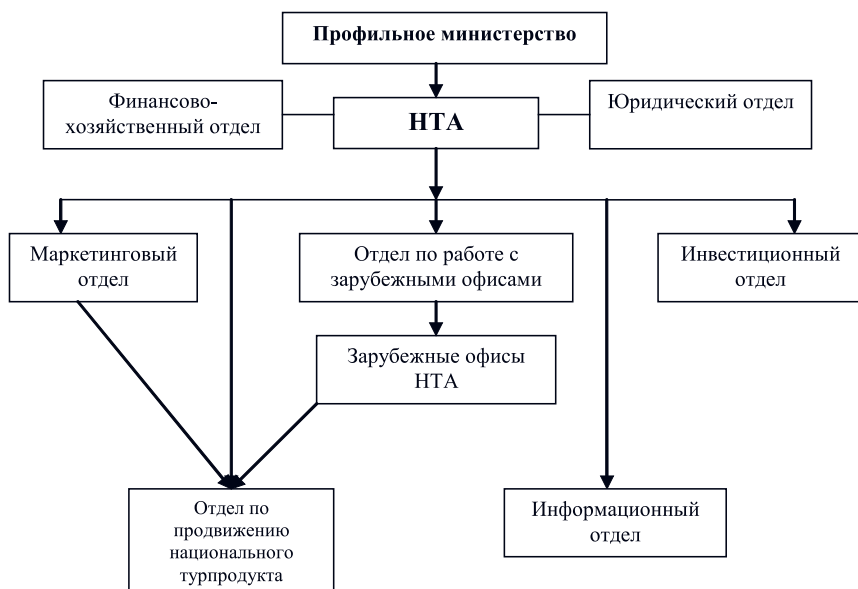 Профильное министерство
Финансово-
хозяйственный отдел
НТА
Юридический отдел
Маркетинговый
отдел
Отдел по работе с
зарубежными офисами
Инвестиционный
отдел
Зарубежные офисы
НТА
Отдел по
продвижению
национального
турпродукта
Информационный
отдел